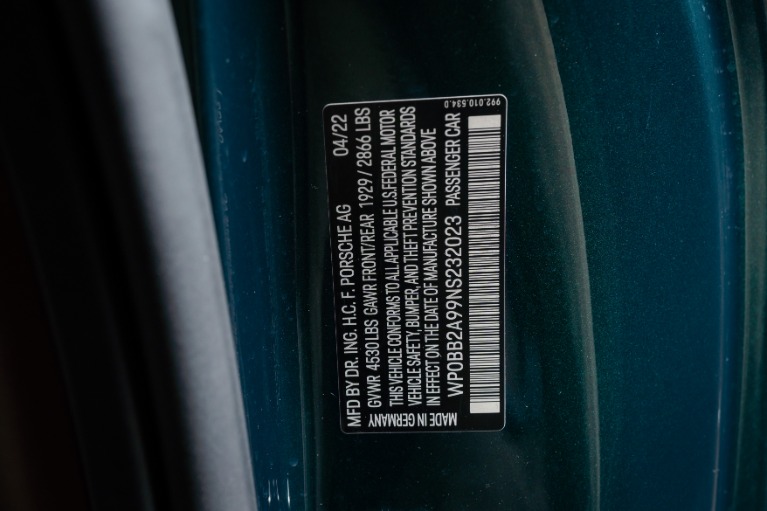 MFD BY DR. ING. H.C. F. PORSCHE AG 04/22
GVWR 4530 LBS GAWR FRONT/REAR 1929 / 2866 LBS
THIS VEHICLE CONFORMS TO ALL APPLICABLE U.S.FEDERAL MOTOR
VEHICLE SAFETY, BUMPER, AND THEFT PREVENTION STANDARDS
IN EFFECT ON THE DATE OF MANUFACTURE SHOWN ABOVE
WP0BB2A99NS232023 PASSENGER CAR
MADE IN GERMANY
992.010.534.0